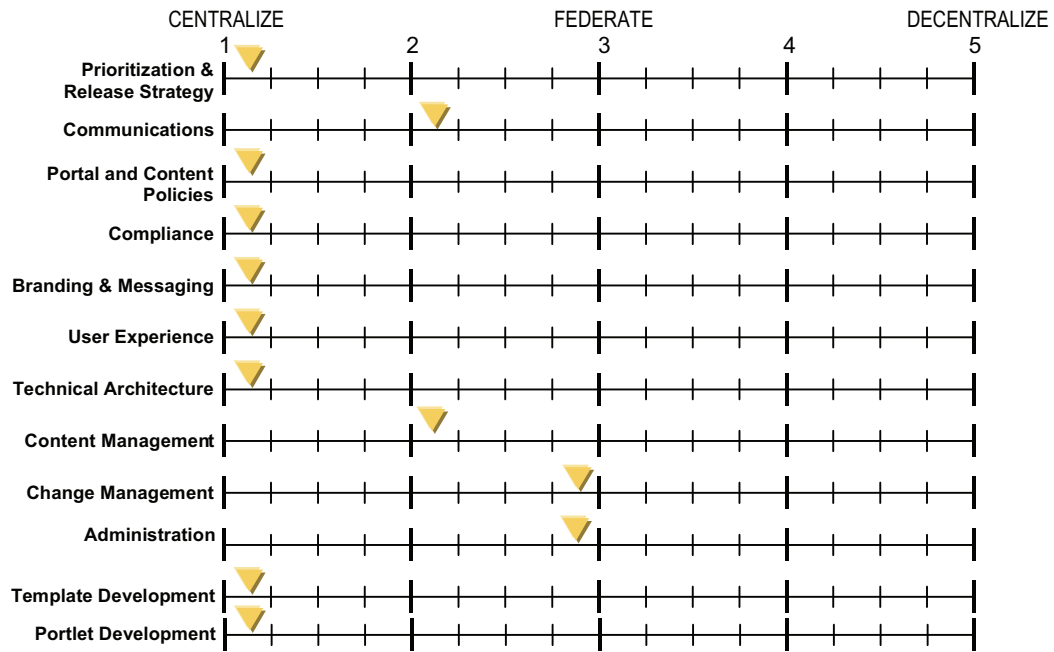 CENTRALIZE FEDERATE DECENTRALIZE
1 2 3 4 5
Prioritization &
Release Strategy
Communications
Portal and Content
Policies
Compliance
Branding & Messaging
User Experience
Technical Architecture
Content Management
Change Management
Administration
Template Development
Portlet Development